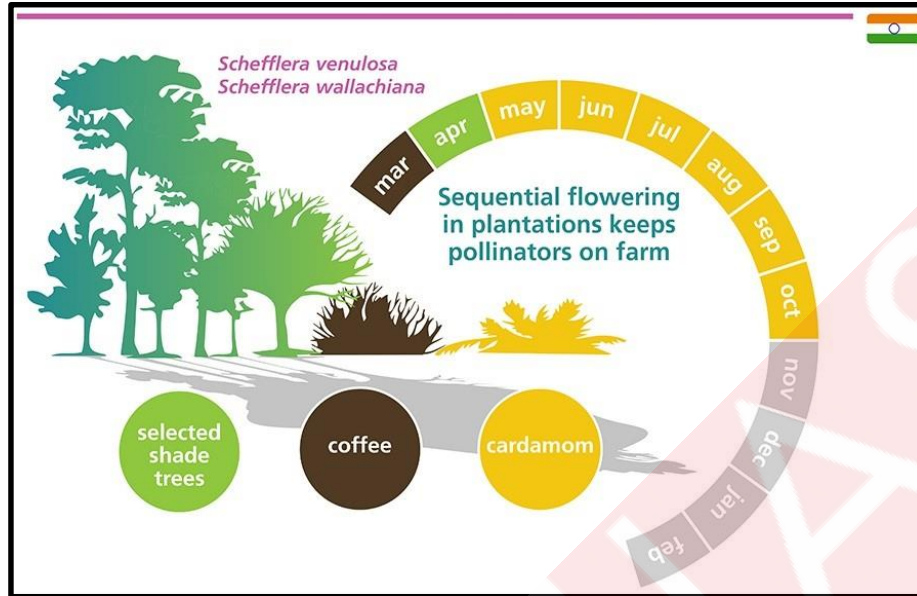 Schefflera venulosa
Schefflera wallachiana
mar
apr
may
jun
jul
aug
sep
oct
nov
dec
jan
feb
Sequential flowering
in plantations keeps
pollinators on farm
selected
shade
trees
coffee
cardamom